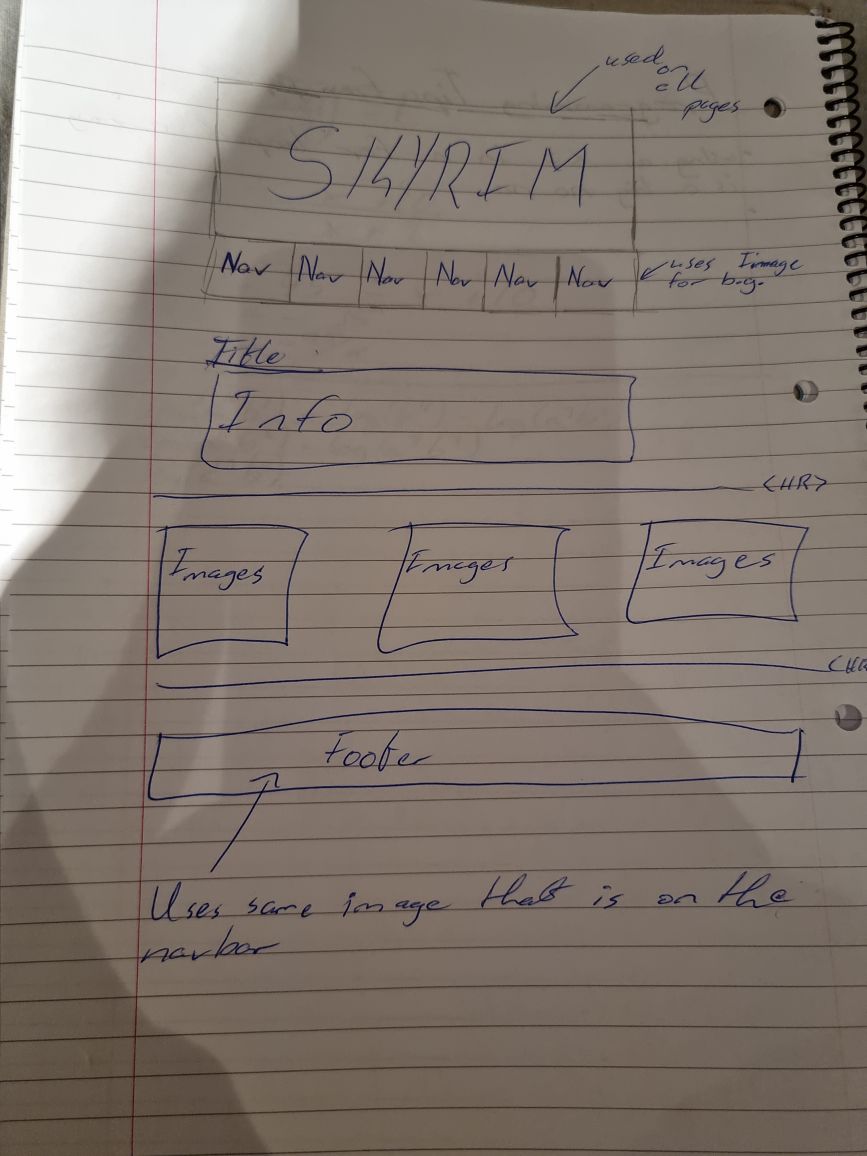 used
on
all
pages
SKYRIM
Nav Nav Nav Nav Nav Nav
uses Image
for b.g.
Title
Info
<HR>
Images Images Images
<HR
Footer
Uses same image that is on the
navbar